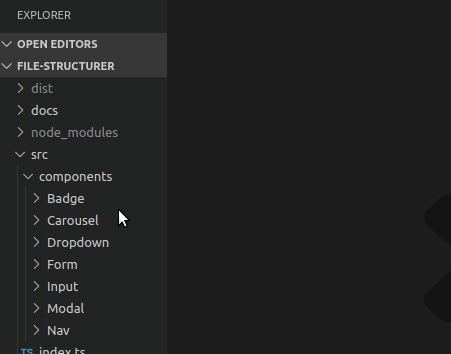 EXPLORER
OPEN EDITORS
FILE-STRUCTURER
dist
docs
node_modules
src
components
Badge
Carousel
Dropdown
Form
Input
Modal
Nav
TS index.ts